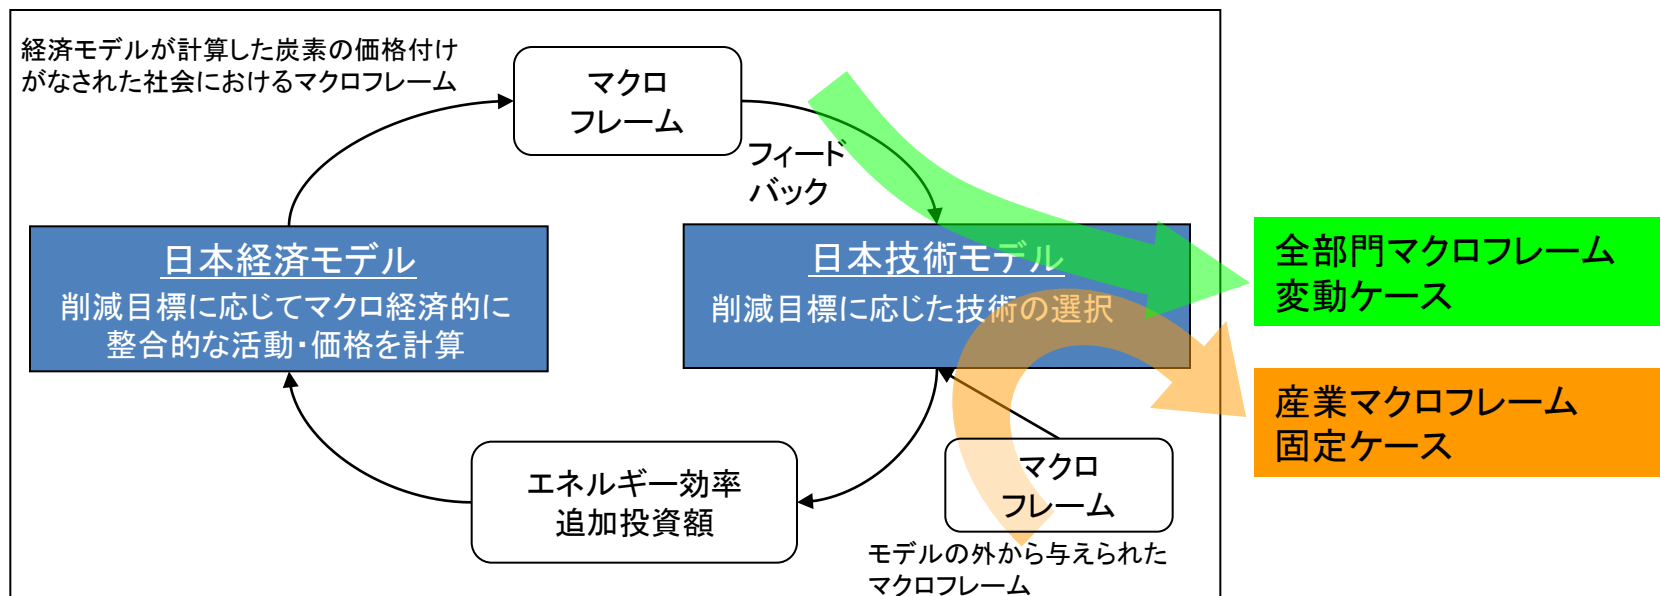 経済モデルが計算した炭素の価格付け
がなされた社会におけるマクロフレーム
マクロ
フレーム
フィード
バック
日本経済モデル
削減目標に応じてマクロ経済的に
整合的な活動・価格を計算
日本技術モデル
削減目標に応じた技術の選択
全部門マクロフレーム
変動ケース
産業マクロフレーム
固定ケース
エネルギー効率
追加投資額
マクロ
フレーム
モデルの外から与えられた
マクロフレーム